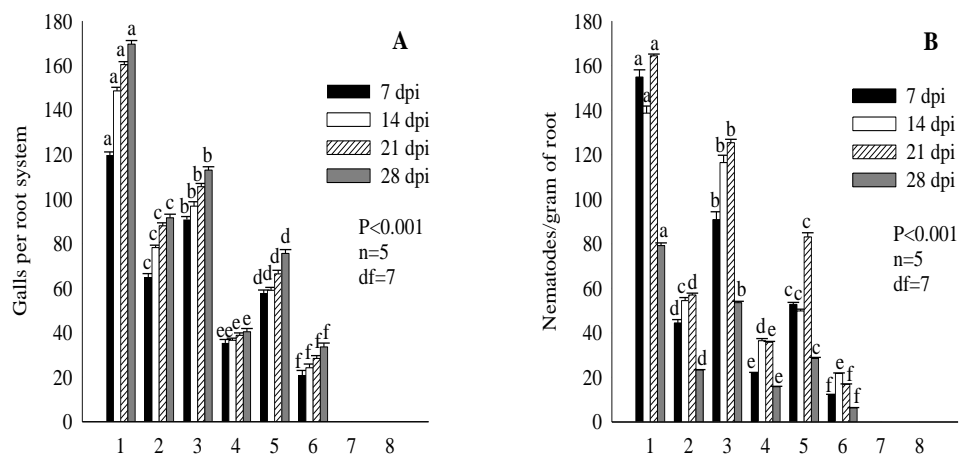 A
Galls per root system
180
160
140
120
100
80
60
40
20
0
7 dpi
14 dpi
21 dpi
28 dpi
P<0.001
n=5
df=7
a a a a
c c c c
b b b b
e e e e
d d d d
f f f f
1 2 3 4 5 6 7 8
B
Nematodes/gram of root
180
160
140
120
100
80
60
40
20
0
7 dpi
14 dpi
21 dpi
28 dpi
P<0.001
n=5
df=7
a a a a
d c c d
b b b b
e d e e
c c c c
f e f f
1 2 3 4 5 6 7 8